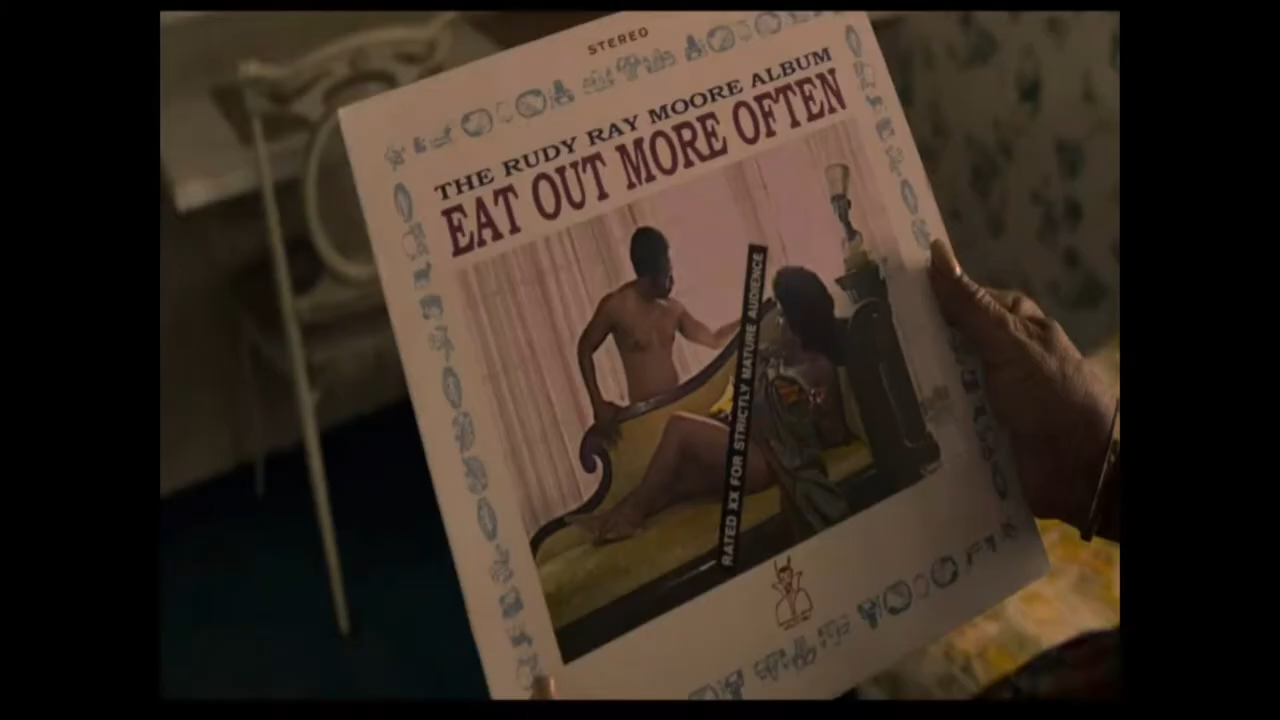 STEREO
THE RUDY RAY MOORE ALBUM
EAT OUT MORE OFTEN
RATED XX FOR STRICTLY MATURE AUDIENCE